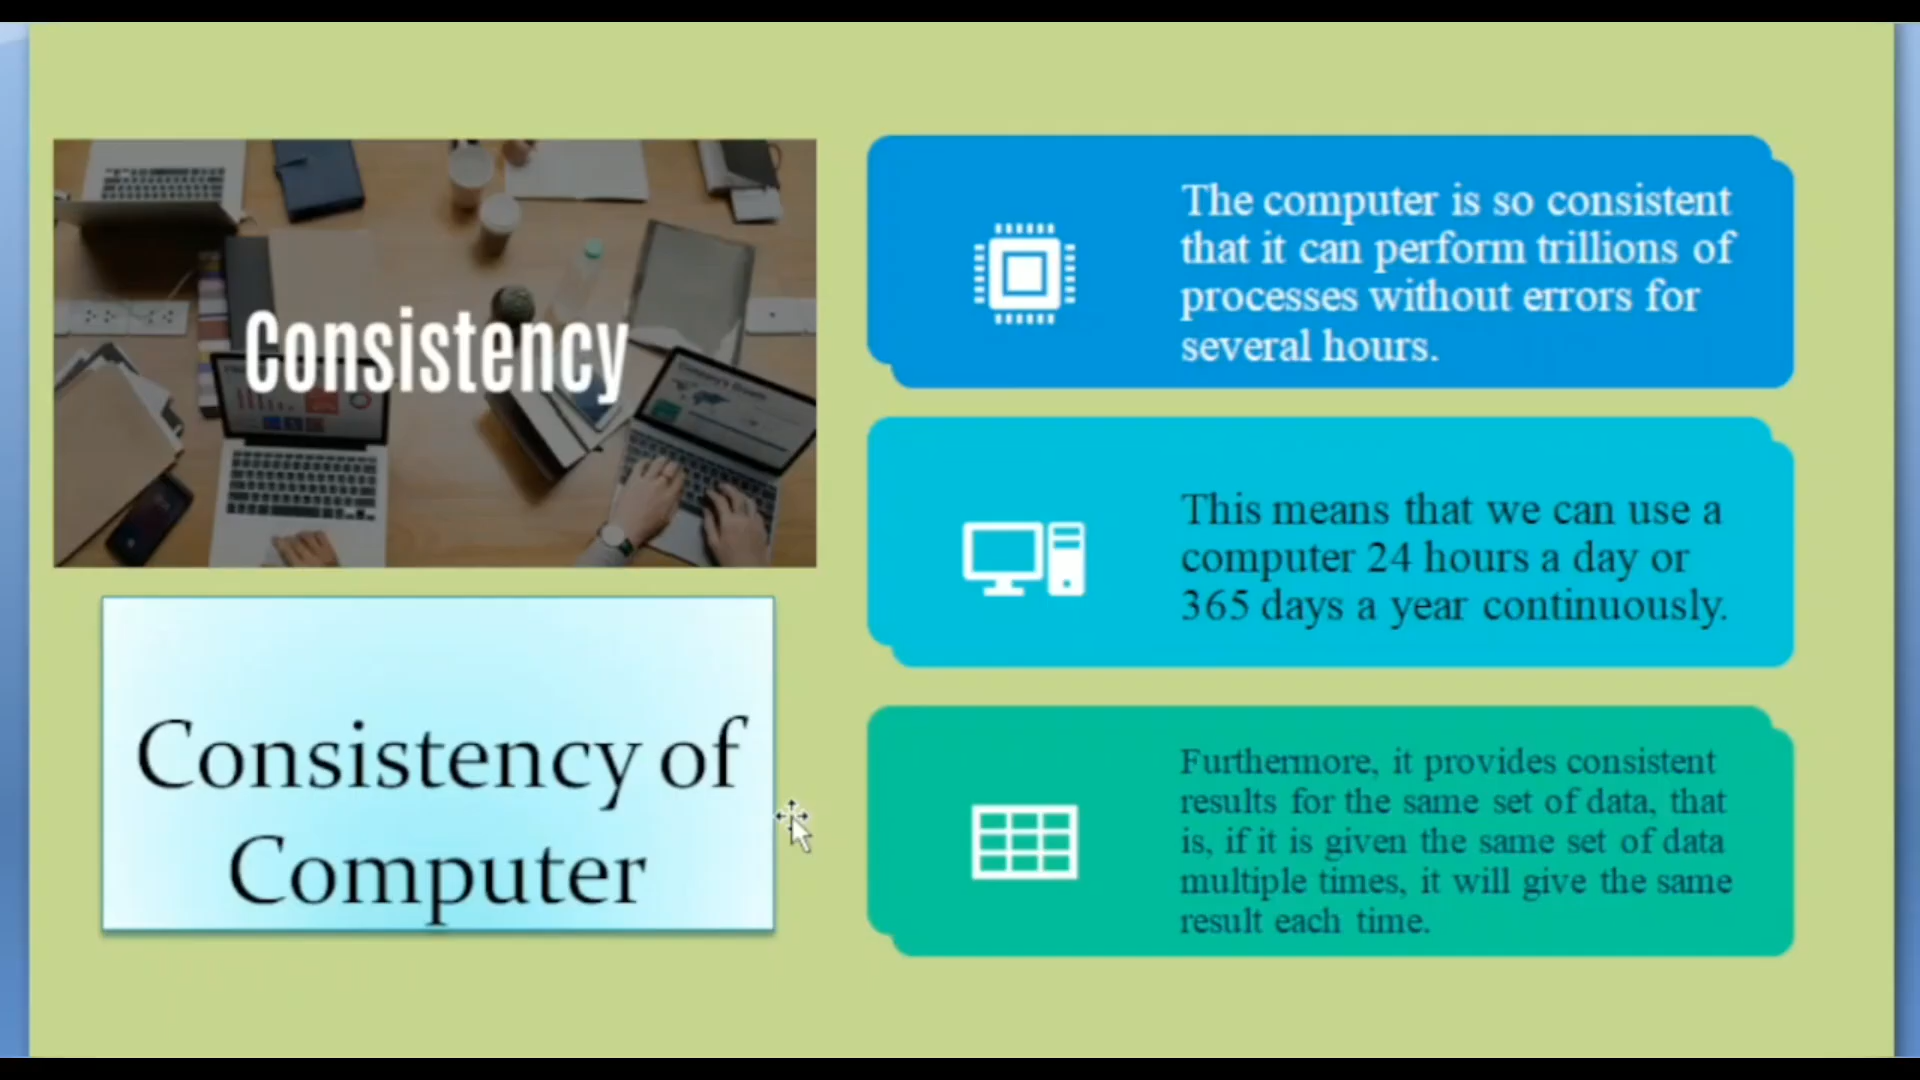 Consistency
Consistency of
Computer
The computer is so consistent
that it can perform trillions of
processes without errors for
several hours.
This means that we can use a
computer 24 hours a day or
365 days a year continuously.
Furthermore, it provides consistent
results for the same set of data, that
is, if it is given the same set of data
multiple times, it will give the same
result each time.